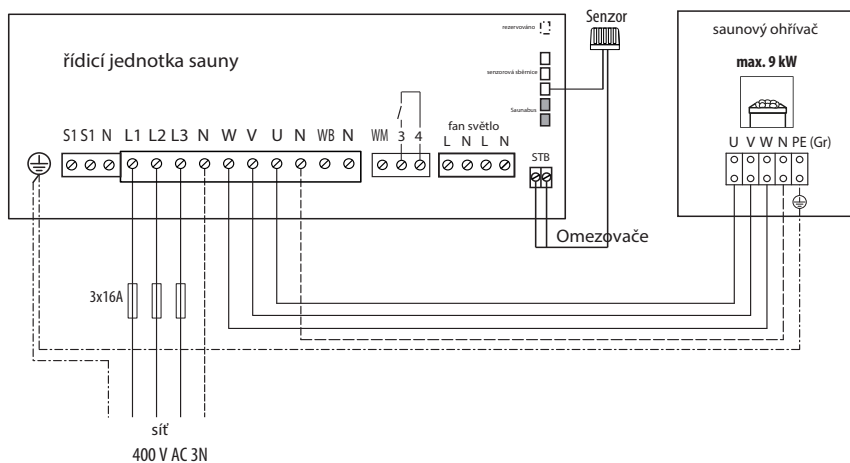 rezervováno
Senzor
saunový ohřívač
řídicí jednotka sauny
max. 9 kW
senzorová sběrnice
Saunabus
S1 S1 N L1 L2 L3 N W V U N WB N
WM 3 4
fan světlo
L N L N
STB
U V W N PE (Gr)
Omezovače
3x16A
síť
400 V AC 3N